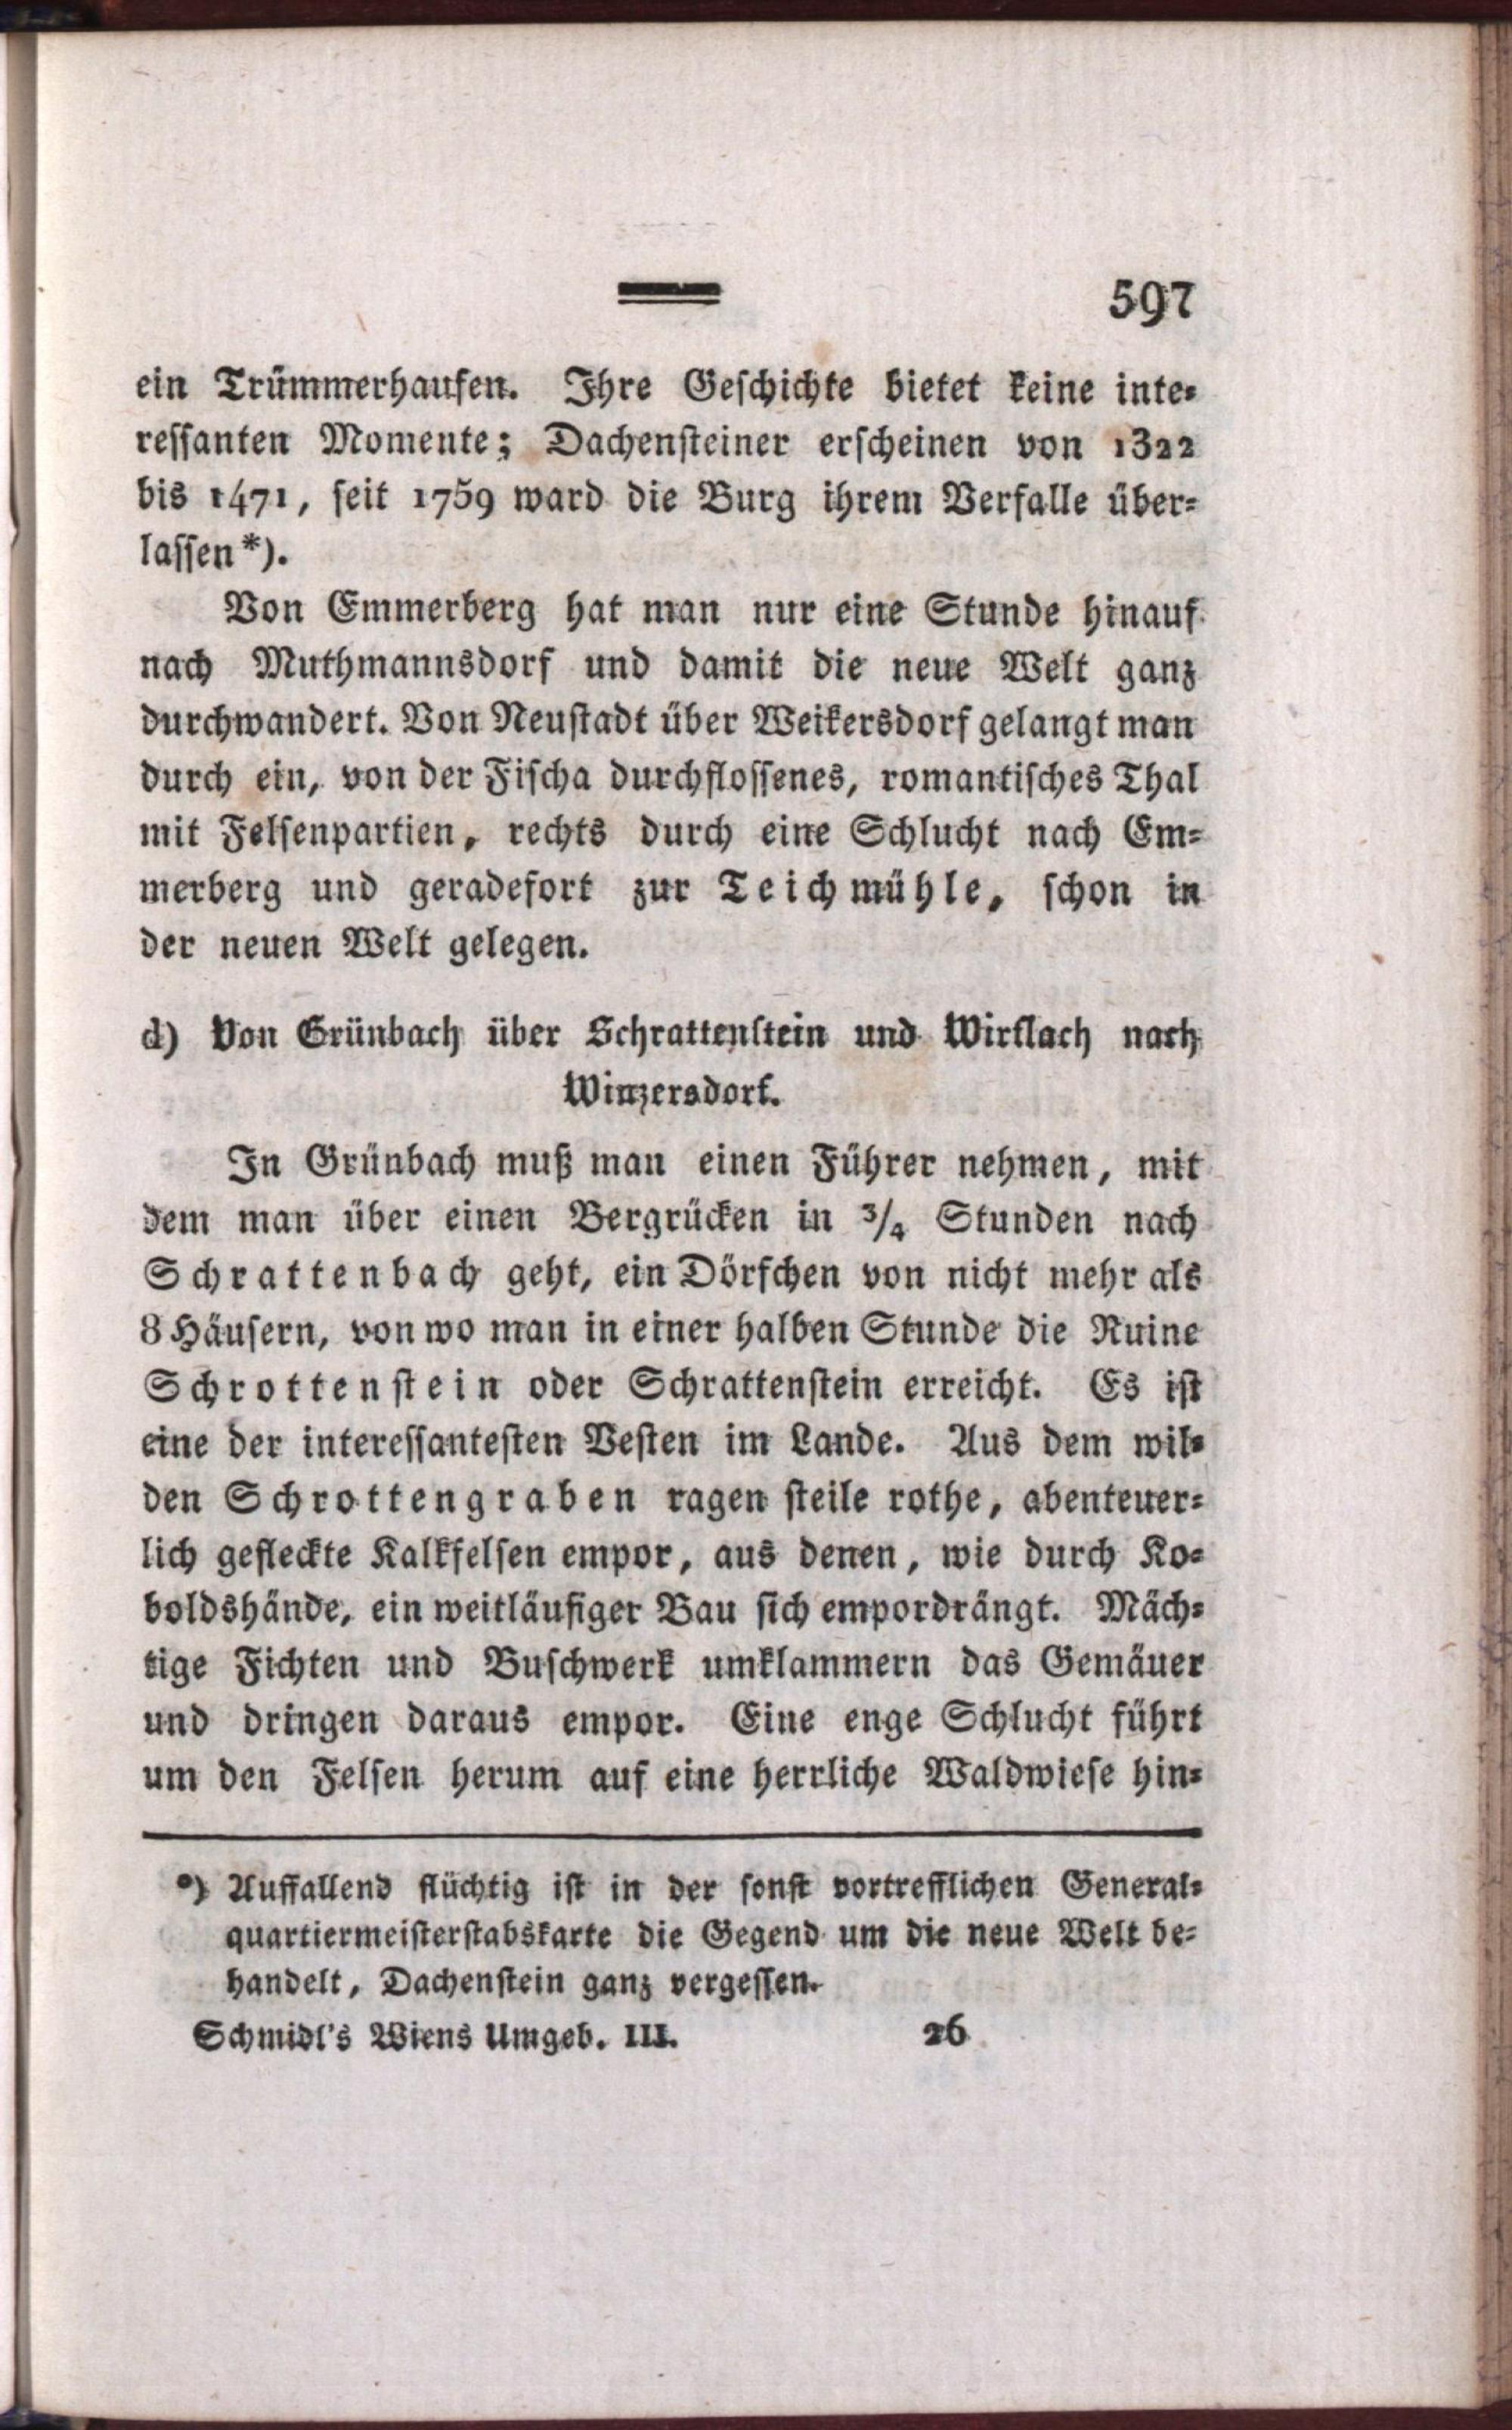 597
ein Trümmerhaufen. Ihre Geschichte bietet keine inte-
ressanten Momente; Dachensteiner erscheinen von 1322
bis 1471, seit 1759 ward die Burg ihrem Verfalle über-
lassen*).
Von Emmerberg hat man nur eine Stunde hinauf
nach Muthmannsdorf und damit die neue Welt ganz
durchwandert. Von Neustadt über Weikersdorf gelangt man
durch ein, von der Fischa durchflossenes, romantisches Thal
mit Felsenpartien, rechts durch eine Schlucht nach Em-
merberg und geradefort zur Teichmühle, schon in
der neuen Welt gelegen.
d) Von Grünbach über Schrattenstein und Wirflach nach
Winzersdorf.
In Grünbach muß man einen Führer nehmen, mit
dem man über einen Bergrücken in 3/4 Stunden nach
Schrattenbach geht, ein Dörfchen von nicht mehr als
8 Häusern, von wo man in einer halben Stunde die Ruine
Schrottenstein oder Schrattenstein erreicht. Es ist
eine der interessantesten Vesten im Lande. Aus dem wil-
den Schrottengraben ragen steile rothe, abenteuer-
lich gefleckte Kalkfelsen empor, aus denen, wie durch Ko-
boldshände, ein weitläufiger Bau sich empordrängt. Mäch-
tige Fichten und Buschwerk umklammern das Gemäuer
und dringen daraus empor. Eine enge Schlucht führt
um den Felsen herum auf eine herrliche Waldwiese hin-
*) Auffallend flüchtig ist in der sonst vortrefflichen General-
quartiermeisterstabskarte die Gegend um die neue Welt be-
handelt, Dachenstein ganz vergessen.
Schmidl's Wiens Umgeb. III. 26